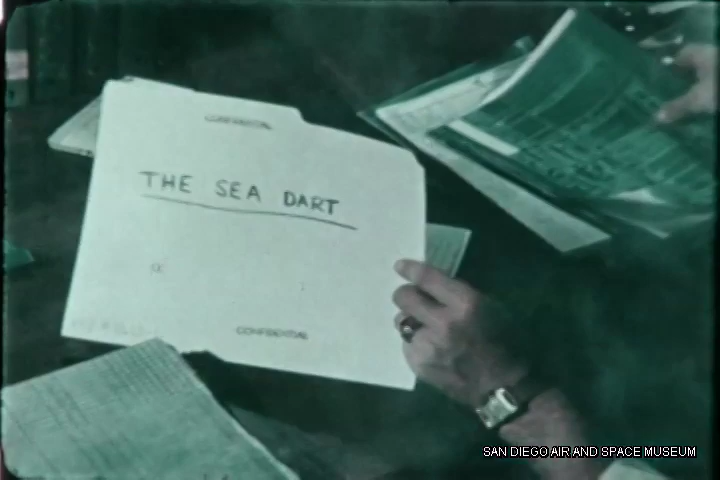 CONFIDENTIAL
THE SEA DART
CONFIDENTIAL
SAN DIEGO AIR AND SPACE MUSEUM